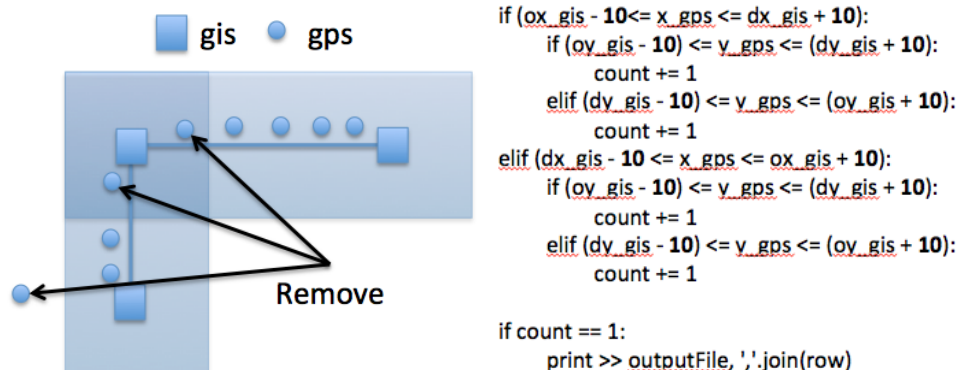 gis gps
Remove
if (ox_gis - 10<= x_gps <= dx_gis + 10):
if (oy_gis - 10) <= y_gps <= (dy_gis + 10):
count += 1
elif (dy_gis - 10) <= y_gps <= (oy_gis + 10):
count += 1
elif (dx_gis - 10 <= x_gps <= ox_gis + 10):
if (oy_gis - 10) <= y_gps <= (dy_gis + 10):
count += 1
elif (dy_gis - 10) <= y_gps <= (oy_gis + 10):
count += 1
if count == 1:
print >> outputFile, ','.join(row)